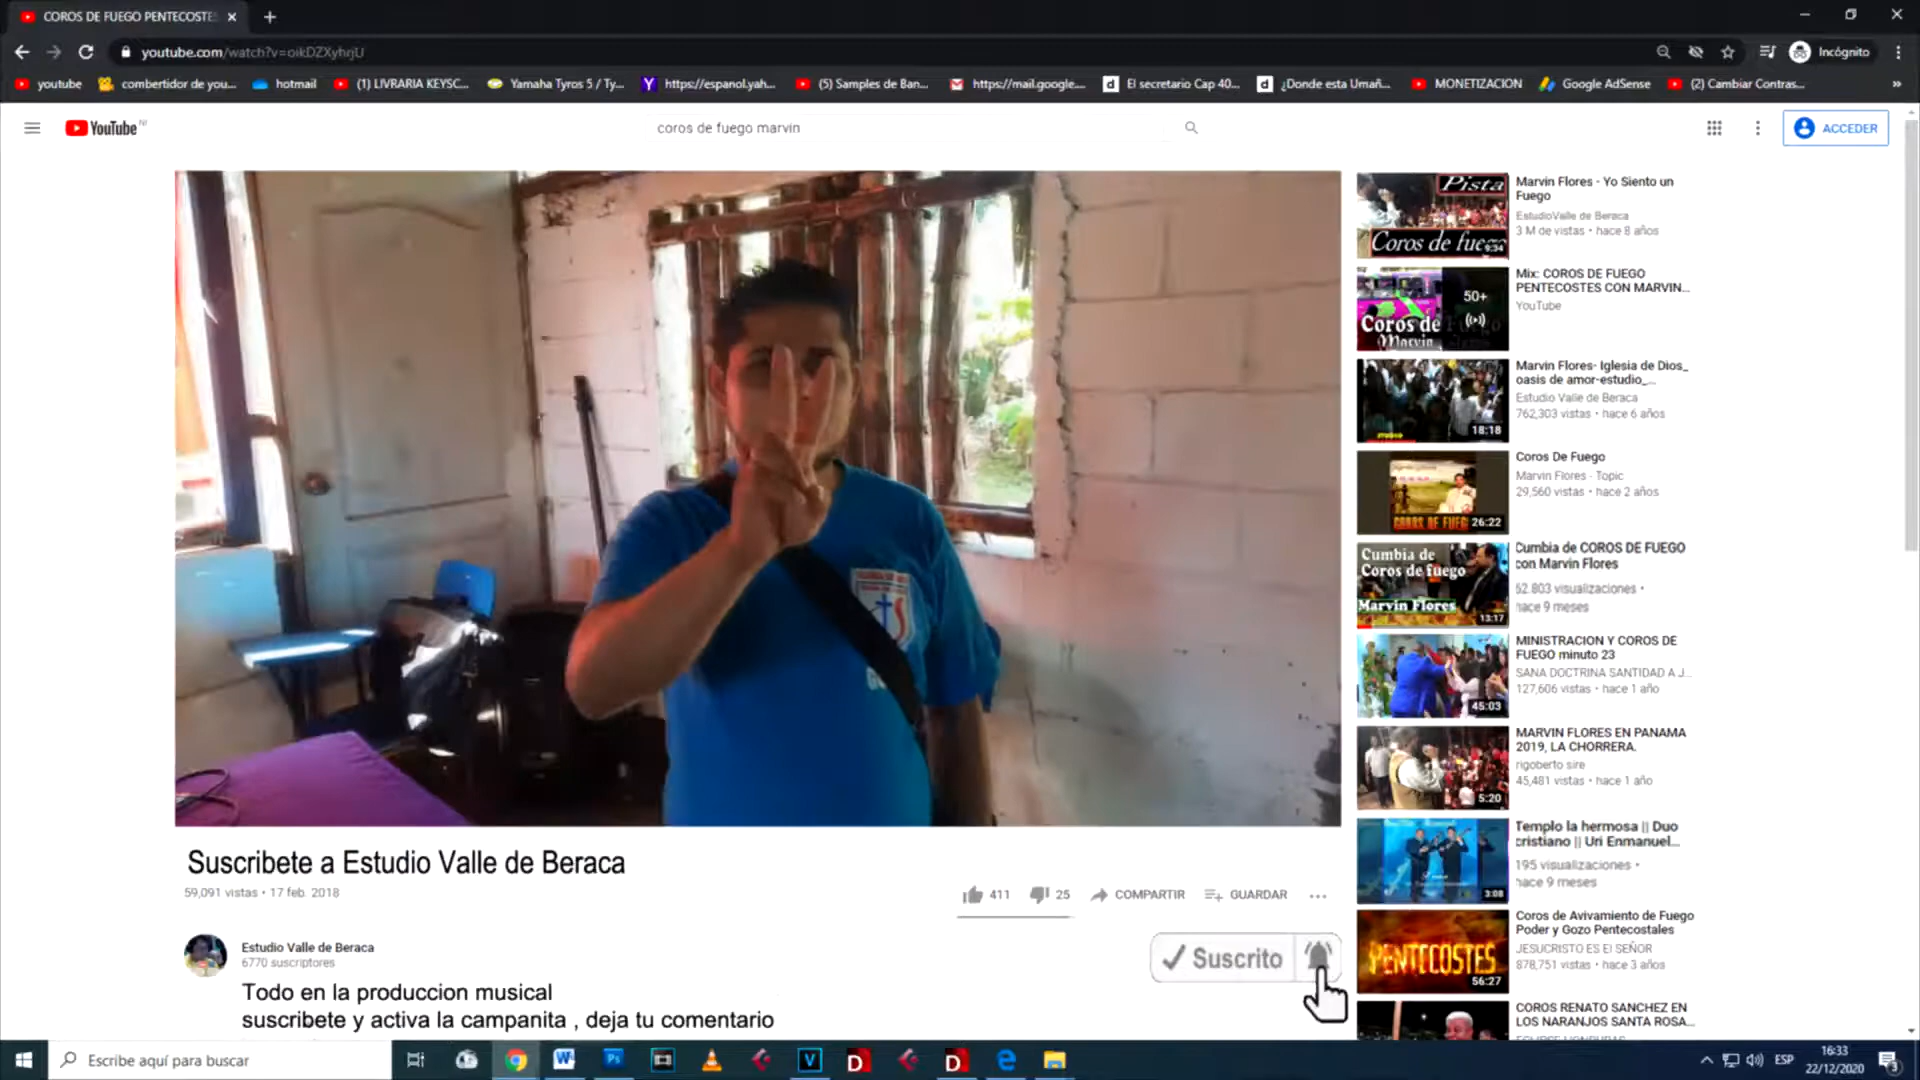 COROS DE FUEGO PENTECOSTE
youtube.com/watch?v=oikDZXyhrjU
Incógnito
youtube
combertidor de you...
hotmail
(1) LIVRARIA KEYSC...
Yamaha Tyros 5 / Ty...
https://espanol.yah...
(5) Samples de Ban...
https://mail.google....
El secretario Cap 40...
¿Donde esta Umañ...
MONETIZACION
Google AdSense
(2) Cambiar Contras...
YouTube NI
coros de fuego marvin
ACCEDER
Pista
Coros de fuego
9:34
Marvin Flores - Yo Siento un
Fuego
EstudioValle de Beraca
3 M de vistas • hace 8 años
Coros de Fuego
Marvin
50+
Mix: COROS DE FUEGO
PENTECOSTES CON MARVIN...
YouTube
18:18
Marvin Flores- Iglesia de Dios_
oasis de amor-estudio_...
Estudio Valle de Beraca
762,303 vistas • hace 6 años
COROS DE FUEGO
26:22
Coros De Fuego
Marvin Flores - Topic
29,560 vistas • hace 2 años
Cumbia de
Coros de fuego
Marvin Flores
13:17
Cumbia de COROS DE FUEGO
con Marvin Flores
62.803 visualizaciones •
hace 9 meses
45:03
MINISTRACION Y COROS DE
FUEGO minuto 23
SANA DOCTRINA SANTIDAD A J...
127,606 vistas • hace 1 año
5:20
MARVIN FLORES EN PANAMA
2019, LA CHORRERA.
rigoberto sire
45,481 vistas • hace 1 año
3:08
Templo la hermosa || Duo
cristiano || Uri Enmanuel...
195 visualizaciones •
hace 9 meses
PENTECOSTES
56:27
Coros de Avivamiento de Fuego
Poder y Gozo Pentecostales
JESUCRISTO ES El SEÑOR
878,751 vistas • hace 3 años
COROS RENATO SANCHEZ EN
LOS NARANJOS SANTA ROSA...
Suscribete a Estudio Valle de Beraca
59,091 vistas • 17 feb. 2018
411
25
COMPARTIR
GUARDAR
Estudio Valle de Beraca
6770 suscriptores
Suscrito
Todo en la produccion musical
suscribete y activa la campanita , deja tu comentario
Escribe aquí para buscar
ESP
16:33
22/12/2020
3